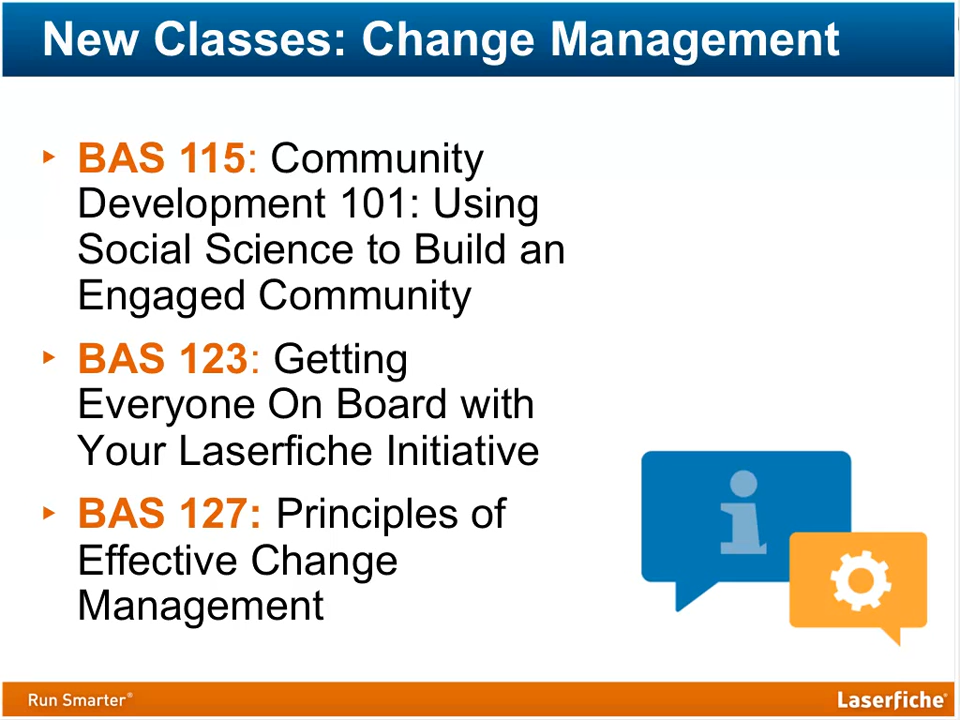 New Classes: Change Management
‣ BAS 115: Community
Development 101: Using
Social Science to Build an
Engaged Community
‣ BAS 123: Getting
Everyone On Board with
Your Laserfiche Initiative
‣ BAS 127: Principles of
Effective Change
Management
i
Run Smarter®
Laserfiche®